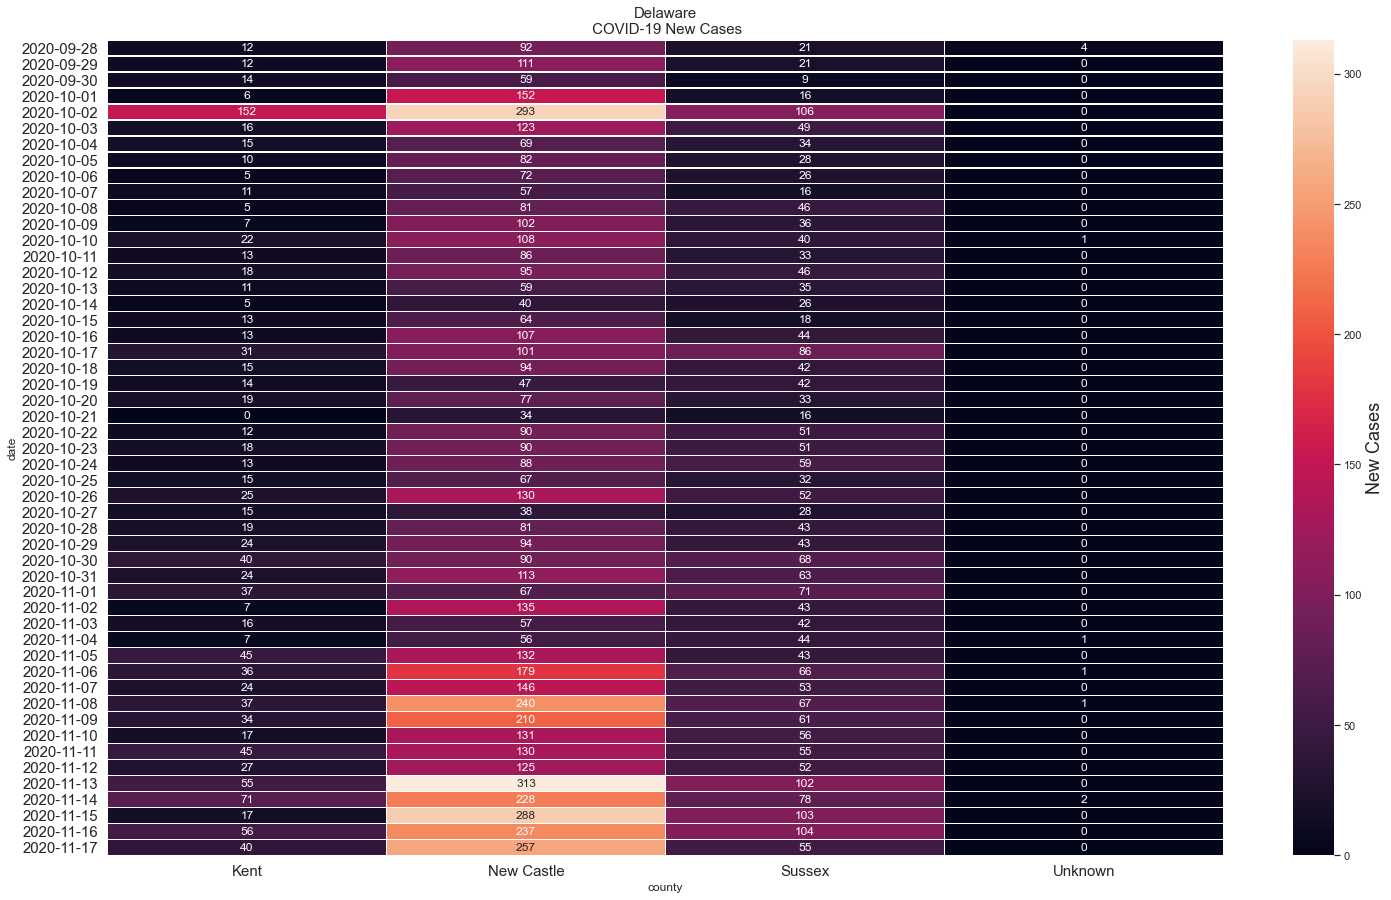 Delaware
COVID-19 New Cases
2020-09-28 12 92 21 4
2020-09-29 12 111 21 0
2020-09-30 14 59 9 0
2020-10-01 6 152 16 0
2020-10-02 152 293 106 0
2020-10-03 16 123 49 0
2020-10-04 15 69 34 0
2020-10-05 10 82 28 0
2020-10-06 5 72 26 0
2020-10-07 11 57 16 0
2020-10-08 5 81 46 0
2020-10-09 7 102 36 0
2020-10-10 22 108 40 1
2020-10-11 13 86 33 0
2020-10-12 18 95 46 0
2020-10-13 11 59 35 0
2020-10-14 5 40 26 0
2020-10-15 13 64 18 0
2020-10-16 13 107 44 0
2020-10-17 31 101 86 0
2020-10-18 15 94 42 0
2020-10-19 14 47 42 0
2020-10-20 19 77 33 0
2020-10-21 0 34 16 0
2020-10-22 12 90 51 0
2020-10-23 18 90 51 0
2020-10-24 13 88 59 0
2020-10-25 15 67 32 0
2020-10-26 25 130 52 0
2020-10-27 15 38 28 0
2020-10-28 19 81 43 0
2020-10-29 24 94 43 0
2020-10-30 40 90 68 0
2020-10-31 24 113 63 0
2020-11-01 37 67 71 0
2020-11-02 7 135 43 0
2020-11-03 16 57 42 0
2020-11-04 7 56 44 1
2020-11-05 45 132 43 0
2020-11-06 36 179 66 1
2020-11-07 24 146 53 0
2020-11-08 37 240 67 1
2020-11-09 34 210 61 0
2020-11-10 17 131 56 0
2020-11-11 45 130 55 0
2020-11-12 27 125 52 0
2020-11-13 55 313 102 0
2020-11-14 71 228 78 2
2020-11-15 17 288 103 0
2020-11-16 56 237 104 0
2020-11-17 40 257 55 0
Kent New Castle Sussex Unknown
county
date
300
250
200
150
100
50
0
New Cases